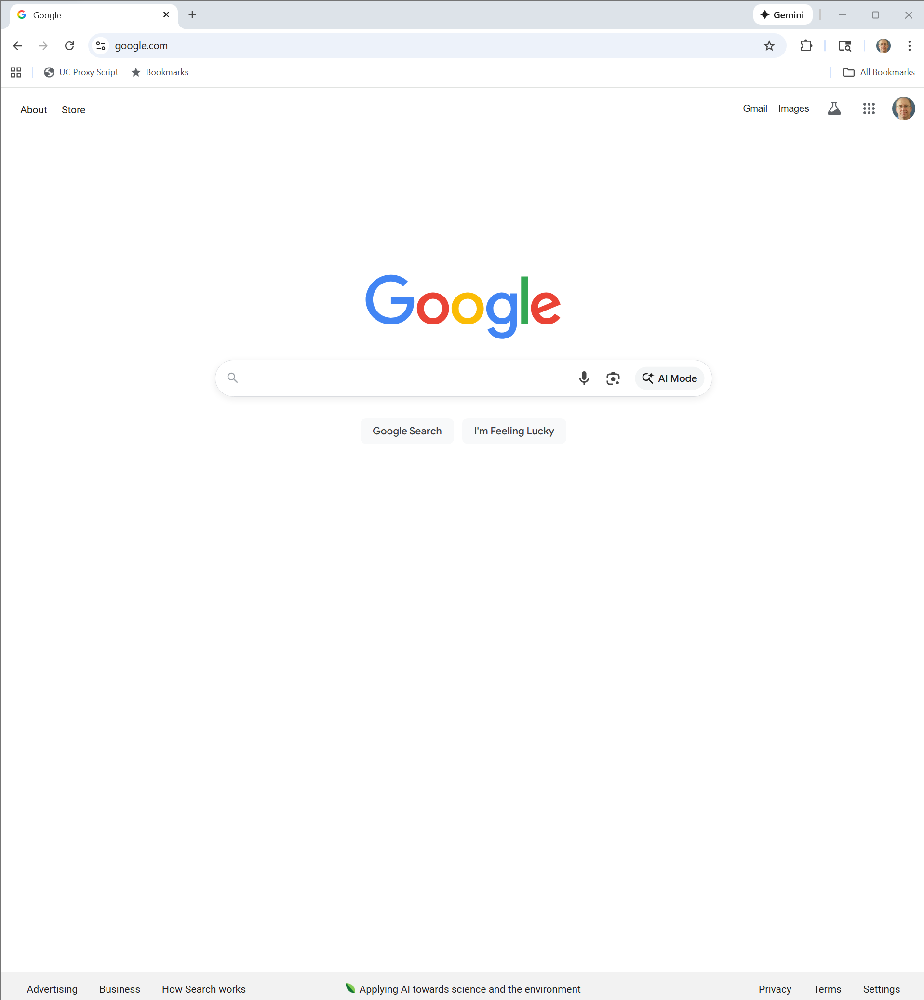 Google
Gemini
google.com
UC Proxy Script
Bookmarks
All Bookmarks
About
Store
Gmail
Images
Google
AI Mode
Google Search
I'm Feeling Lucky
Advertising
Business
How Search works
Applying AI towards science and the environment
Privacy
Terms
Settings